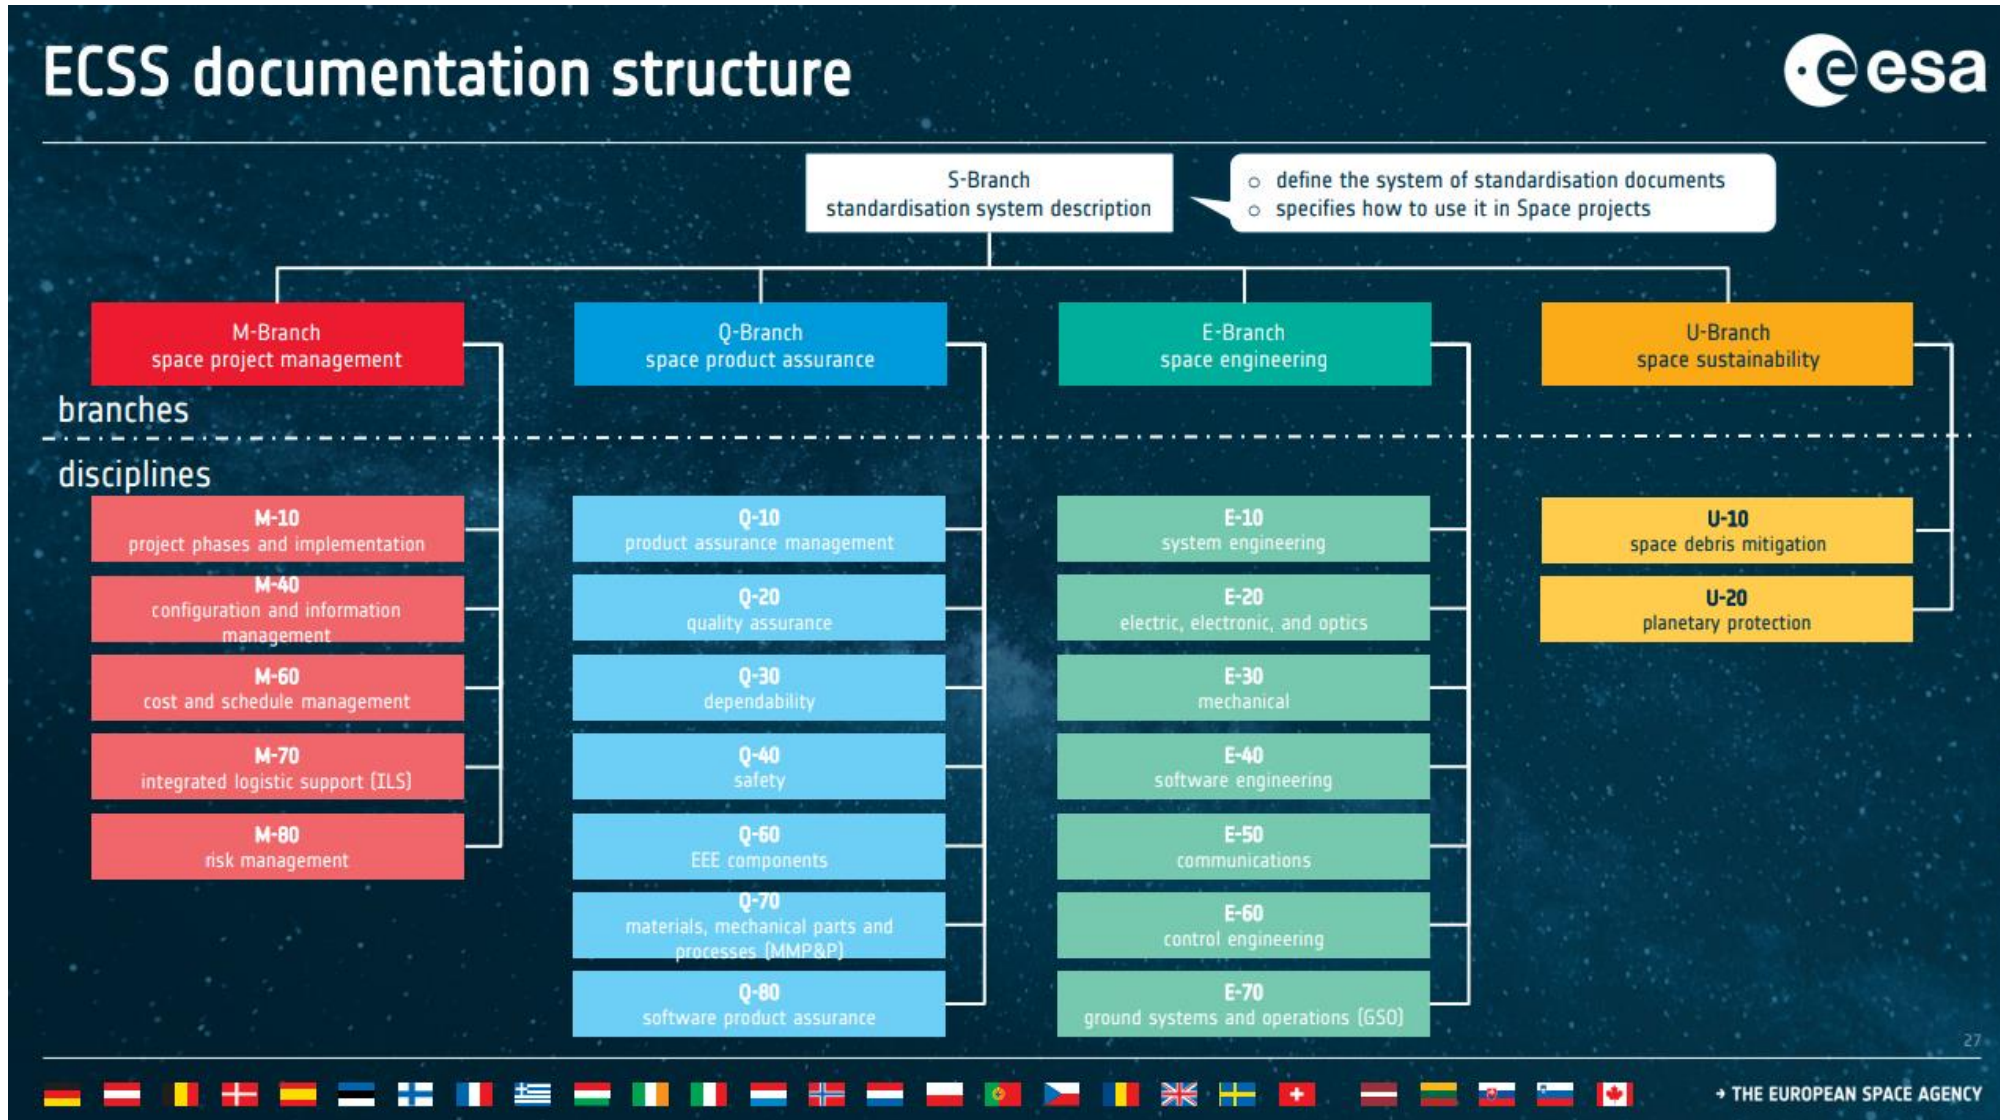 ECSS documentation structure
esa
S-Branch
standardisation system description
○ define the system of standardisation documents
○ specifies how to use it in Space projects
M-Branch
space project management
Q-Branch
space product assurance
E-Branch
space engineering
U-Branch
space sustainability
branches
disciplines
M-10
project phases and implementation
M-40
configuration and information
management
M-60
cost and schedule management
M-70
integrated logistic support (ILS)
M-80
risk management
Q-10
product assurance management
Q-20
quality assurance
Q-30
dependability
Q-40
safety
Q-60
EEE components
Q-70
materials, mechanical parts and
processes (MMP&P)
Q-80
software product assurance
E-10
system engineering
E-20
electric, electronic, and optics
E-30
mechanical
E-40
software engineering
E-50
communications
E-60
control engineering
E-70
ground systems and operations (GSO)
U-10
space debris mitigation
U-20
planetary protection
27
→ THE EUROPEAN SPACE AGENCY